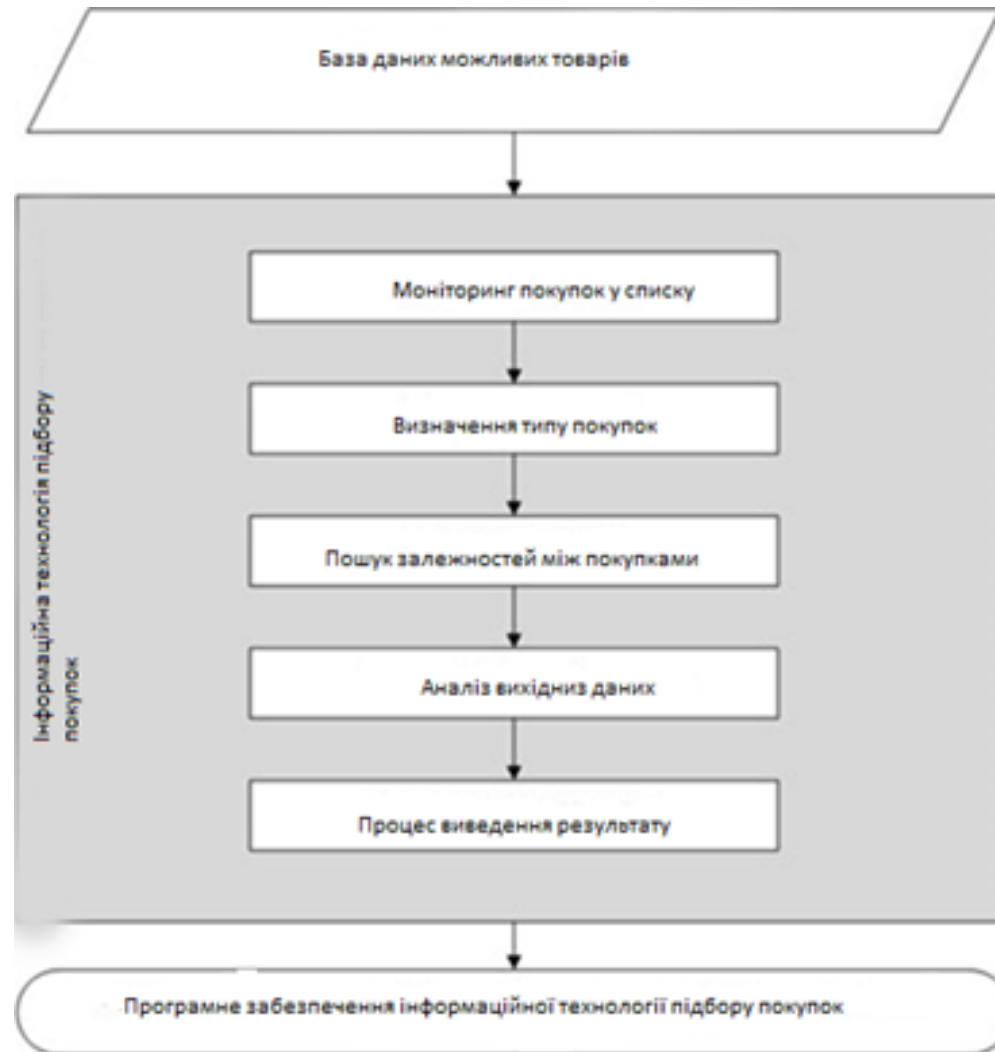 База даних можливих товарів
Інформаційна технологія підбору
покупок
Моніторинг покупок у списку
Визначення типу покупок
Пошук залежностей між покупками
Аналіз вихідниз даних
Процес виведення результату
Програмне забезпечення інформаційної технології підбору покупок